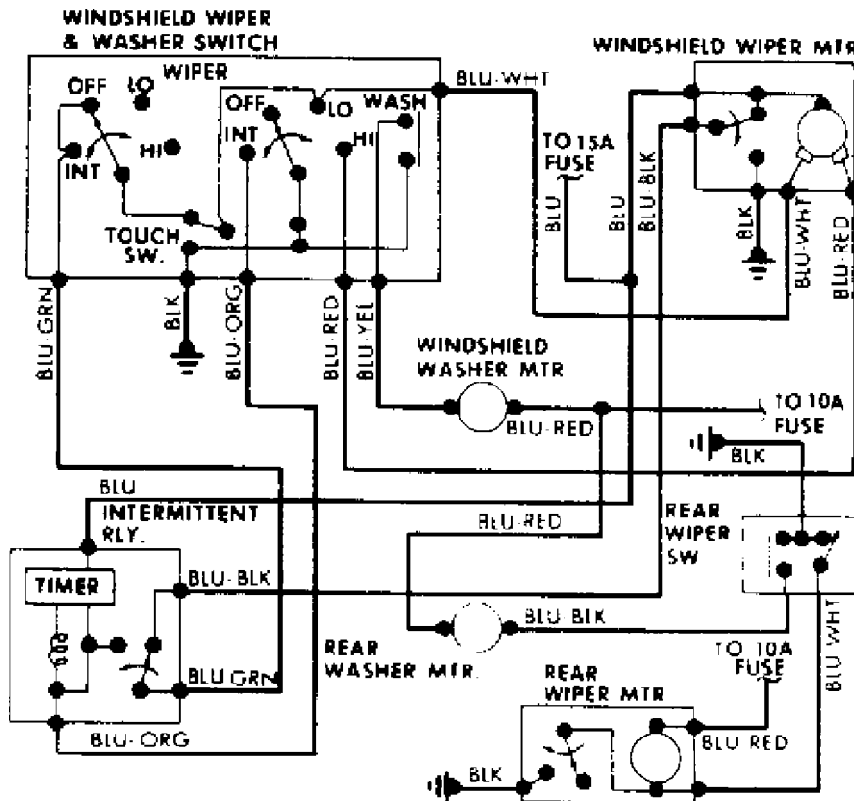 WINDSHIELD WIPER
& WASHER SWITCH
WINDSHIELD WIPER MTR
WIPER
OFF
LO
BLU-WHT
OFF
LO
WASH
INT
HI
INT
HI
TO 15A
FUSE
BLU
BLU
BLU-BLK
BLK
BLU-WHT
BLU-RED
TOUCH
SW.
BLU-GRN
BLK
BLU-ORG
BLU-RED
BLU-YEL
WINDSHIELD
WASHER MTR
BLU-RED
TO 10A
FUSE
BLK
BLU
INTERMITTENT
RLY.
BLU-RED
REAR
WIPER
SW
TIMER
BLU-BLK
BLU-BLK
BLU-WHT
REAR
WASHER MTR.
BLU GRN
TO 10A
FUSE
REAR
WIPER MTR
BLU-ORG
BLU RED
BLK